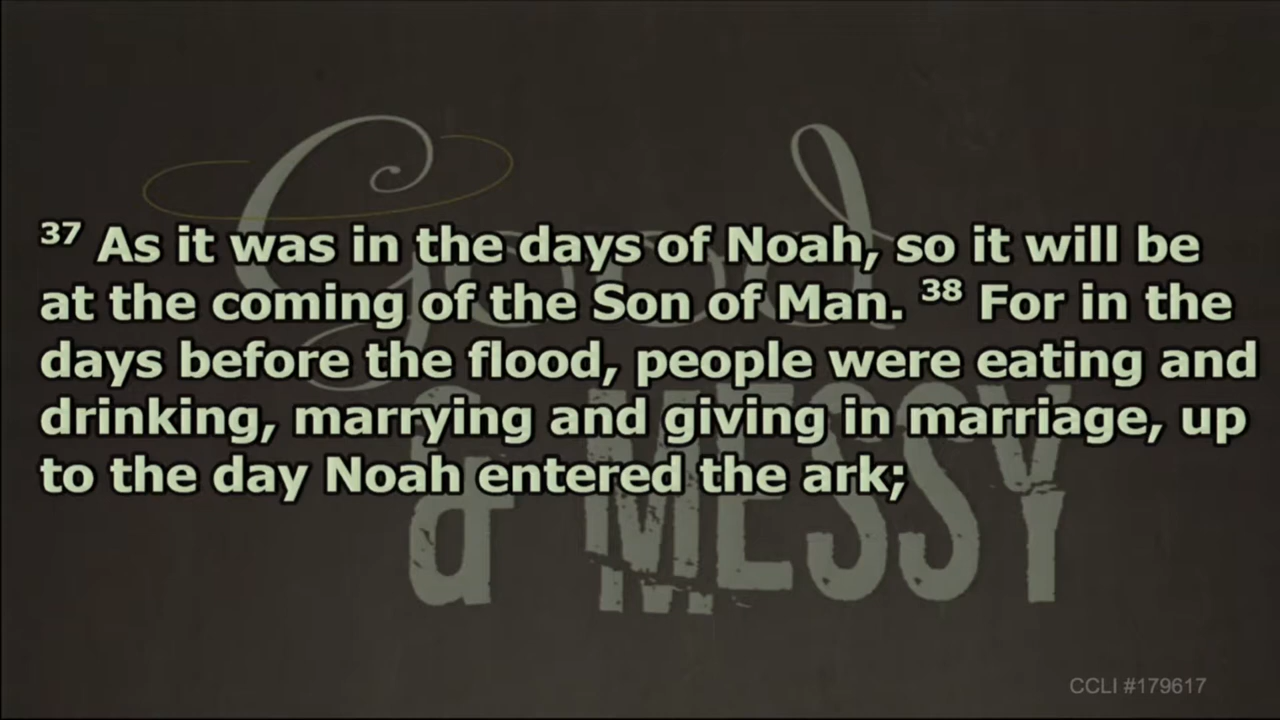 Good
& MESSY
³⁷ As it was in the days of Noah, so it will be
at the coming of the Son of Man. ³⁸ For in the
days before the flood, people were eating and
drinking, marrying and giving in marriage, up
to the day Noah entered the ark;
CCLI #179617